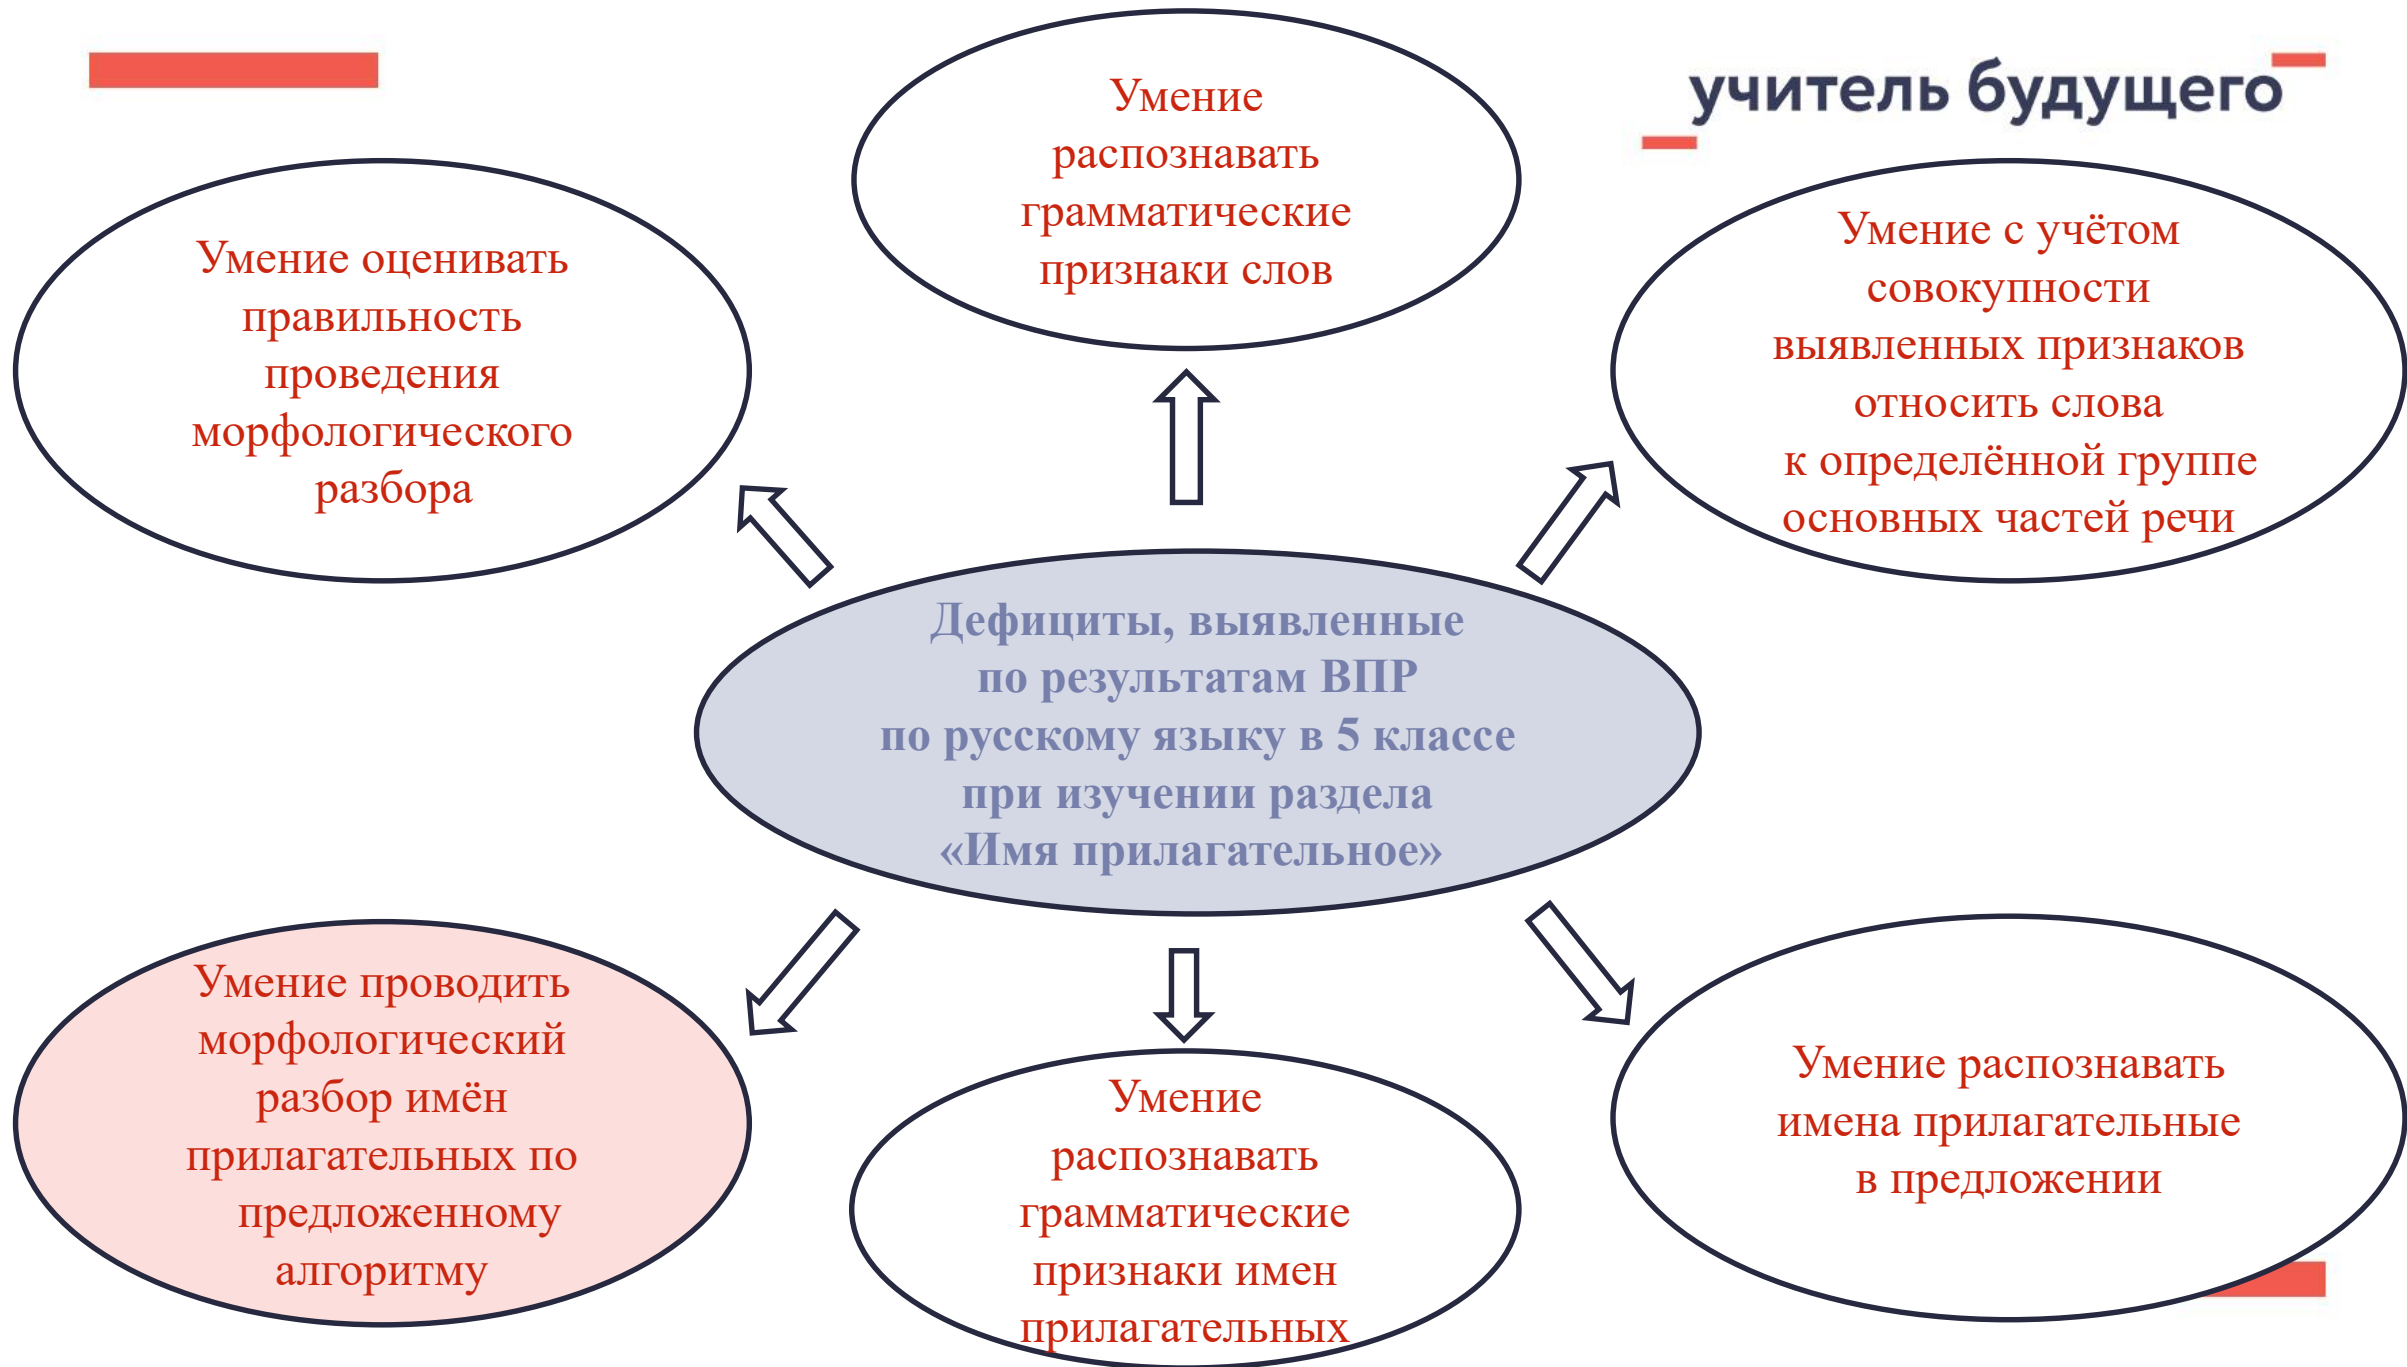 учитель будущего
Умение
распознавать
грамматические
признаки слов
Умение оценивать
правильность
проведения
морфологического
разбора
Умение с учётом
совокупности
выявленных признаков
относить слова
к определённой группе
основных частей речи
Дефициты, выявленные
по результатам ВПР
по русскому языку в 5 классе
при изучении раздела
«Имя прилагательное»
Умение проводить
морфологический
разбор имён
прилагательных по
предложенному
алгоритму
Умение
распознавать
грамматические
признаки имен
прилагательных
Умение распознавать
имена прилагательные
в предложении